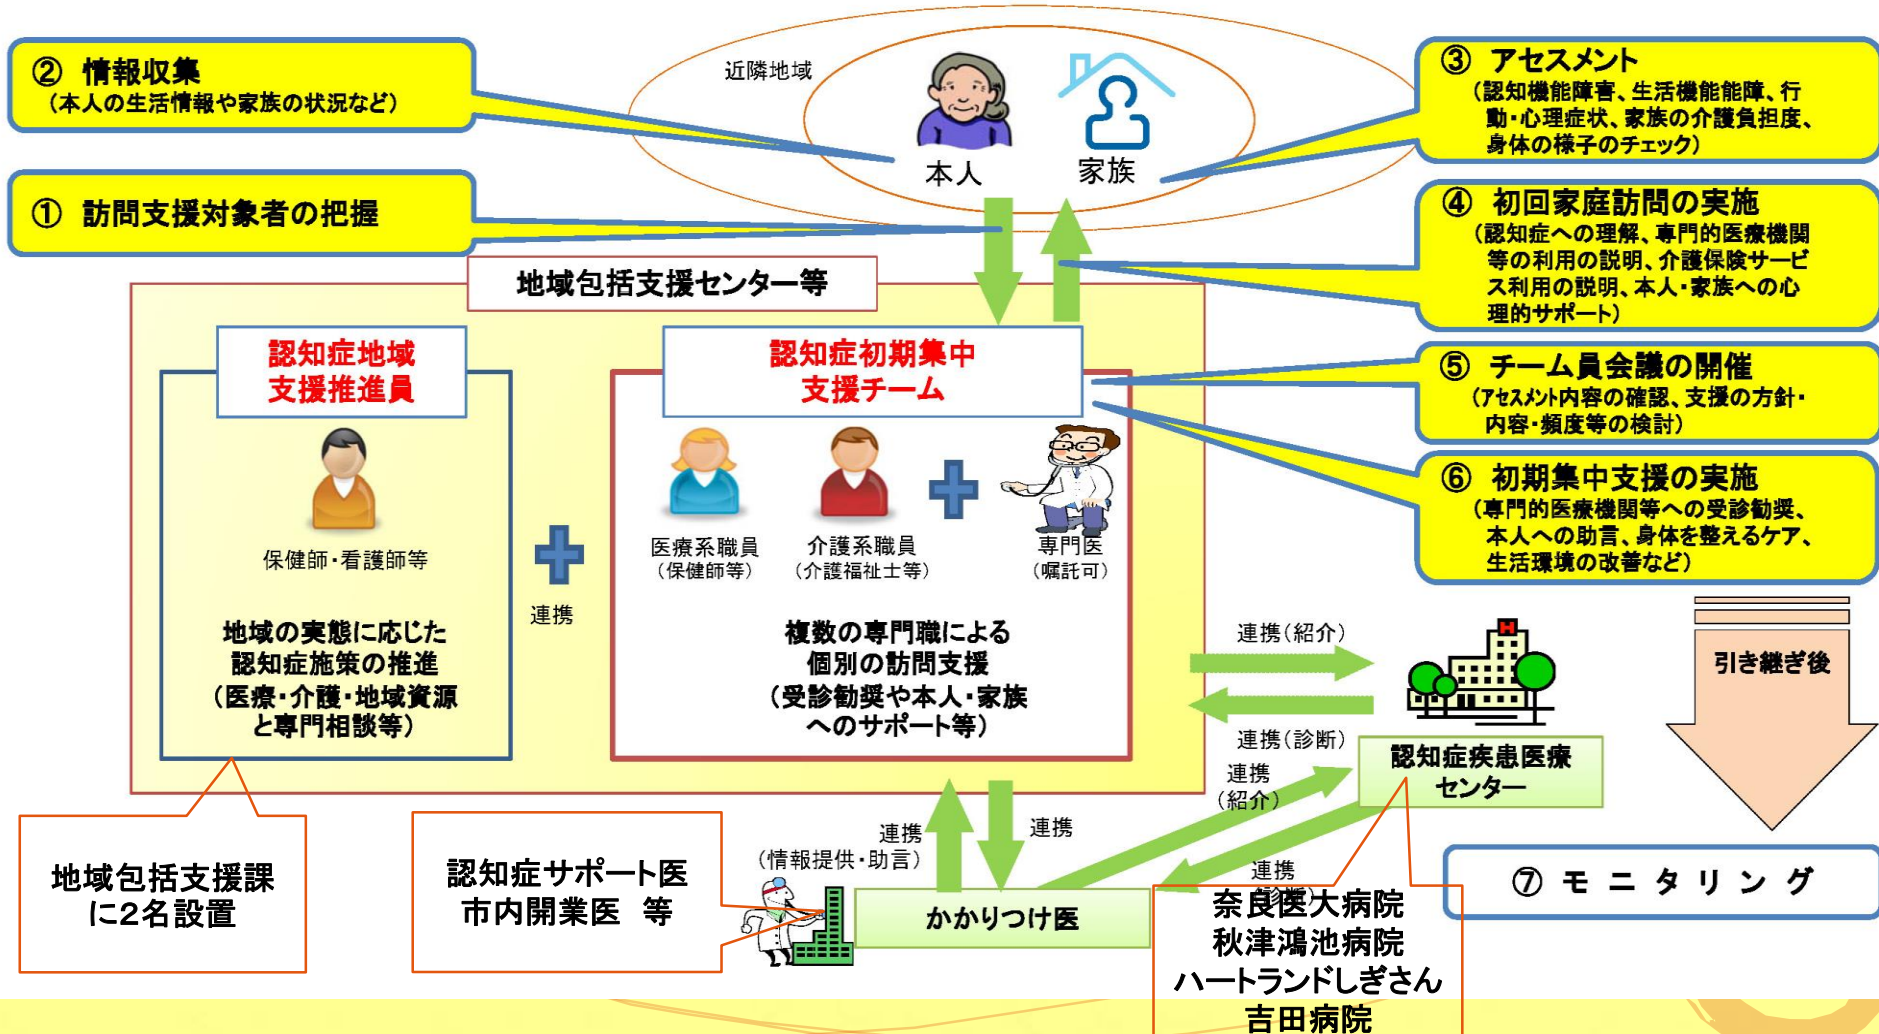 ② 情報収集
(本人の生活情報や家族の状況など)
近隣地域
本人
家族
③ アセスメント
(認知機能障害、生活機能能障、行
動・心理症状、家族の介護負担度、
身体の様子のチェック)
① 訪問支援対象者の把握
④ 初回家庭訪問の実施
(認知症への理解、専門的医療機関
等の利用の説明、介護保険サービ
ス利用の説明、本人・家族への心
理的サポート)
地域包括支援センター等
認知症地域
支援推進員
保健師・看護師等
地域の実態に応じた
認知症施策の推進
(医療・介護・地域資源
と専門相談等)
連携
認知症初期集中
支援チーム
医療系職員
(保健師等)
介護系職員
(介護福祉士等)
専門医
(嘱託可)
複数の専門職による
個別の訪問支援
(受診勧奨や本人・家族
へのサポート等)
⑤ チーム員会議の開催
(アセスメント内容の確認、支援の方針・
内容・頻度等の検討)
⑥ 初期集中支援の実施
(専門的医療機関等への受診勧奨、
本人への助言、身体を整えるケア、
生活環境の改善など)
連携(紹介)
連携(診断)
H
認知症疾患医療
センター
引き継ぎ後
⑦ モニタリング
連携
(紹介)
連携
(診断)
連携
(情報提供・助言)
連携
かかりつけ医
地域包括支援課
に2名設置
認知症サポート医
市内開業医 等
奈良医大病院
秋津鴻池病院
ハートランドしぎさん
吉田病院